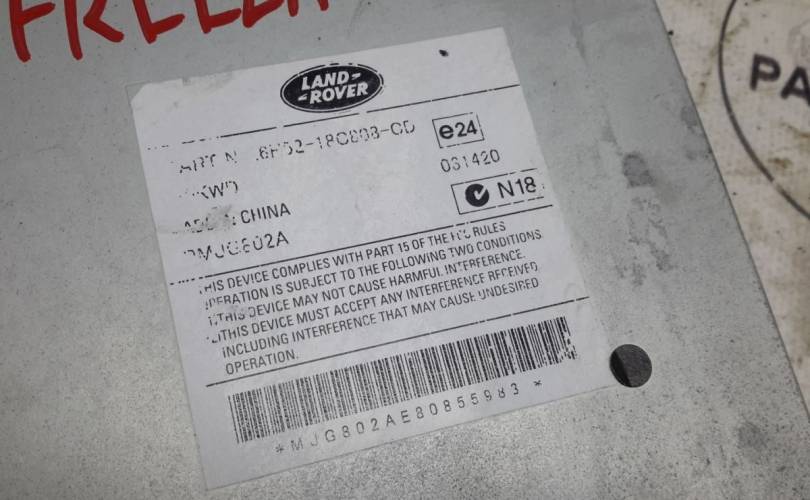 LAND-
-ROVER
e24
031420
N18
CHINA
THIS DEVICE COMPLIES WITH PART 15 OF THE FCC RULES
OPERATION IS SUBJECT TO THE FOLLOWING TWO CONDITIONS
THIS DEVICE MAY NOT CAUSE HARMFUL INTERFERENCE.
THIS DEVICE MUST ACCEPT ANY INTERFERENCE RECEIVED,
INCLUDING INTERFERENCE THAT MAY CAUSE UNDESIRED
OPERATION.
*MJG802AE80855983*
PA